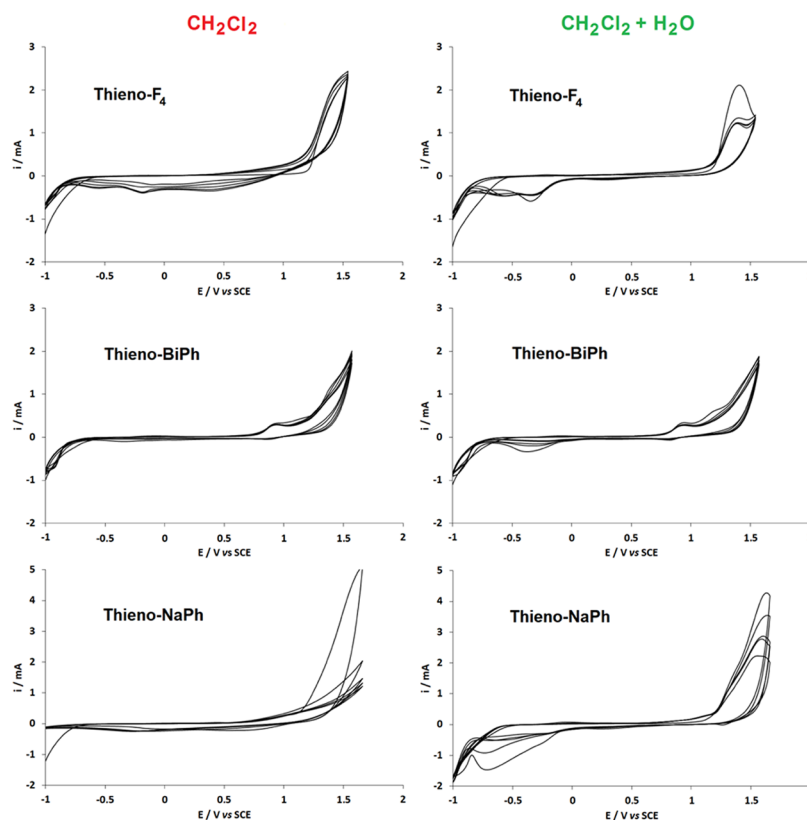 CH2Cl2
CH2Cl2 + H2O
3
2
1
0
-1
-2
i / mA
Thieno-F4
-1 -0.5 0 0.5 1 1.5 2
E / V vs SCE
3
2
1
0
-1
-2
i / mA
Thieno-F4
-1 -0.5 0 0.5 1 1.5
E / V vs SCE
3
2
1
0
-1
-2
i / mA
Thieno-BiPh
-1 -0.5 0 0.5 1 1.5 2
E / V vs SCE
3
2
1
0
-1
-2
i / mA
Thieno-BiPh
-1 -0.5 0 0.5 1 1.5
E / V vs SCE
5
4
3
2
1
0
-1
-2
i / mA
Thieno-NaPh
-1 -0.5 0 0.5 1 1.5 2
E / V vs SCE
5
4
3
2
1
0
-1
-2
i / mA
Thieno-NaPh
-1 -0.5 0 0.5 1 1.5
E / V vs SCE